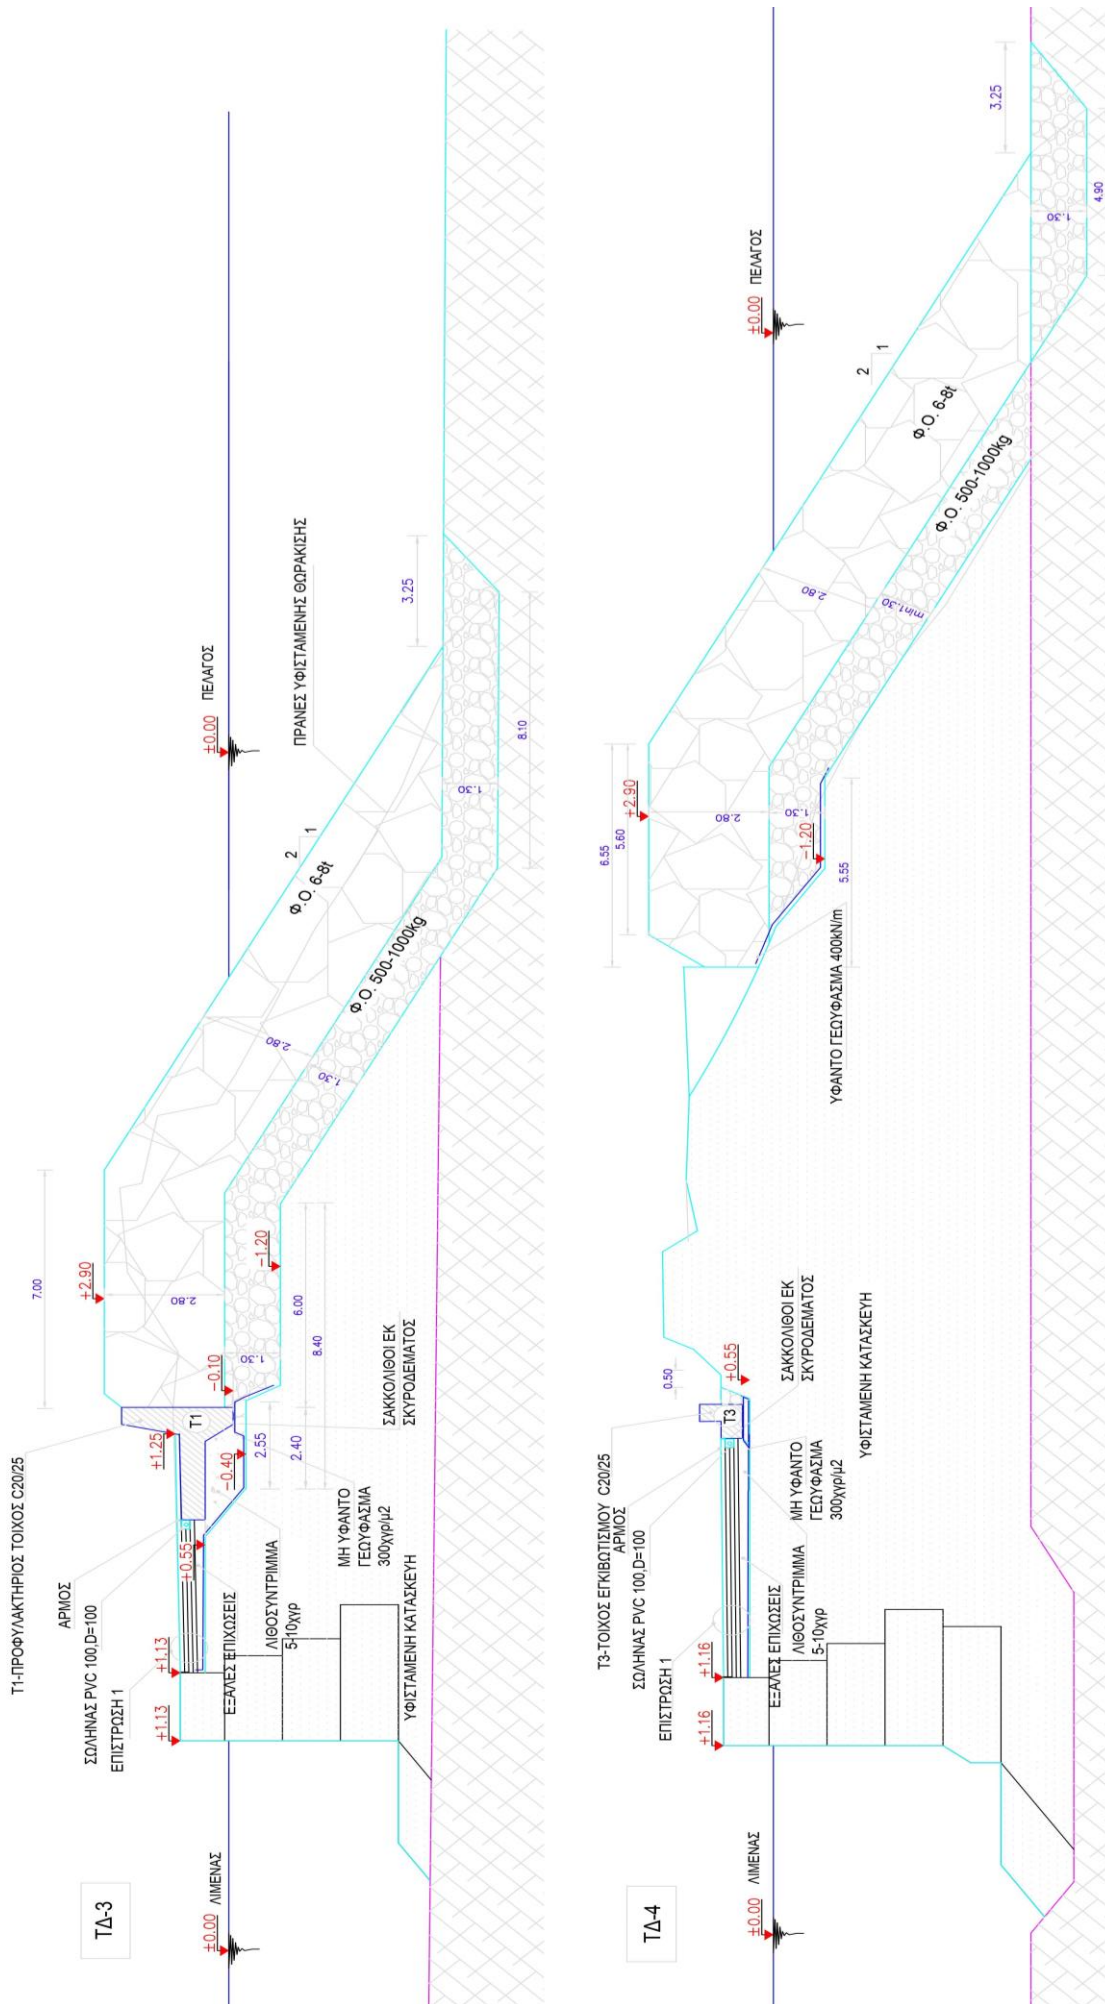 ΤΔ-3
Τ1-ΠΡΟΦΥΛΑΚΤΗΡΙΟΣ ΤΟΙΧΟΣ C20/25
ΑΡΜΟΣ
ΣΩΛΗΝΑΣ PVC 100,D=100
ΕΠΙΣΤΡΩΣΗ 1
±0.00
ΛΙΜΕΝΑΣ
+1.13
+1.13
+0.55
+1.25
Τ1
-0.40
-0.10
7.00
+2.90
2.80
1.30
-1.20
6.00
8.40
2.55
2.40
ΕΞΑΛΕΣ ΕΠΙΧΩΣΕΙΣ
ΛΙΘΟΣΥΝΤΡΙΜΜΑ
5-10χγρ
ΜΗ ΥΦΑΝΤΟ
ΓΕΩΥΦΑΣΜΑ
300χγρ/μ2
ΥΦΙΣΤΑΜΕΝΗ ΚΑΤΑΣΚΕΥΗ
ΣΑΚΚΟΛΙΘΟΙ ΕΚ
ΣΚΥΡΟΔΕΜΑΤΟΣ
2.80
1.30
Φ.Ο. 6-8t
Φ.Ο. 500-1000kg
2
1
±0.00
ΠΕΛΑΓΟΣ
ΠΡΑΝΕΣ ΥΦΙΣΤΑΜΕΝΗΣ ΘΩΡΑΚΙΣΗΣ
3.25
1.30
8.10
ΤΔ-4
Τ3-ΤΟΙΧΟΣ ΕΓΚΙΒΩΤΙΣΜΟΥ C20/25
ΑΡΜΟΣ
ΣΩΛΗΝΑΣ PVC 100,D=100
ΕΠΙΣΤΡΩΣΗ 1
±0.00
ΛΙΜΕΝΑΣ
+1.16
+1.16
Τ3
0.50
+0.55
ΕΞΑΛΕΣ ΕΠΙΧΩΣΕΙΣ
ΛΙΘΟΣΥΝΤΡΙΜΜΑ
5-10χγρ
ΜΗ ΥΦΑΝΤΟ
ΓΕΩΥΦΑΣΜΑ
300χγρ/μ2
ΣΑΚΚΟΛΙΘΟΙ ΕΚ
ΣΚΥΡΟΔΕΜΑΤΟΣ
ΥΦΙΣΤΑΜΕΝΗ ΚΑΤΑΣΚΕΥΗ
ΥΦΑΝΤΟ ΓΕΩΥΦΑΣΜΑ 400kN/m
6.55
5.60
+2.90
2.80
1.30
-1.20
5.55
2.80
min1.30
Φ.Ο. 6-8t
Φ.Ο. 500-1000kg
2
1
±0.00
ΠΕΛΑΓΟΣ
3.25
1.30
4.90